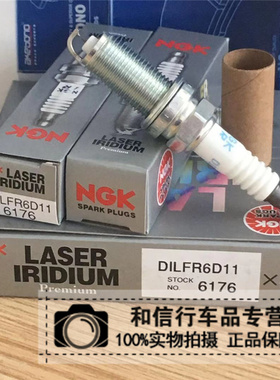 NGK
LASER
IRIDIUM
LFR6D11
6176
NGK
SPARK PLUGS
LASER
IRIDIUM
Premium
DILFR6D11
STOCK
NO.
6176
×
和信行车品专营
100%实物拍摄 正品保